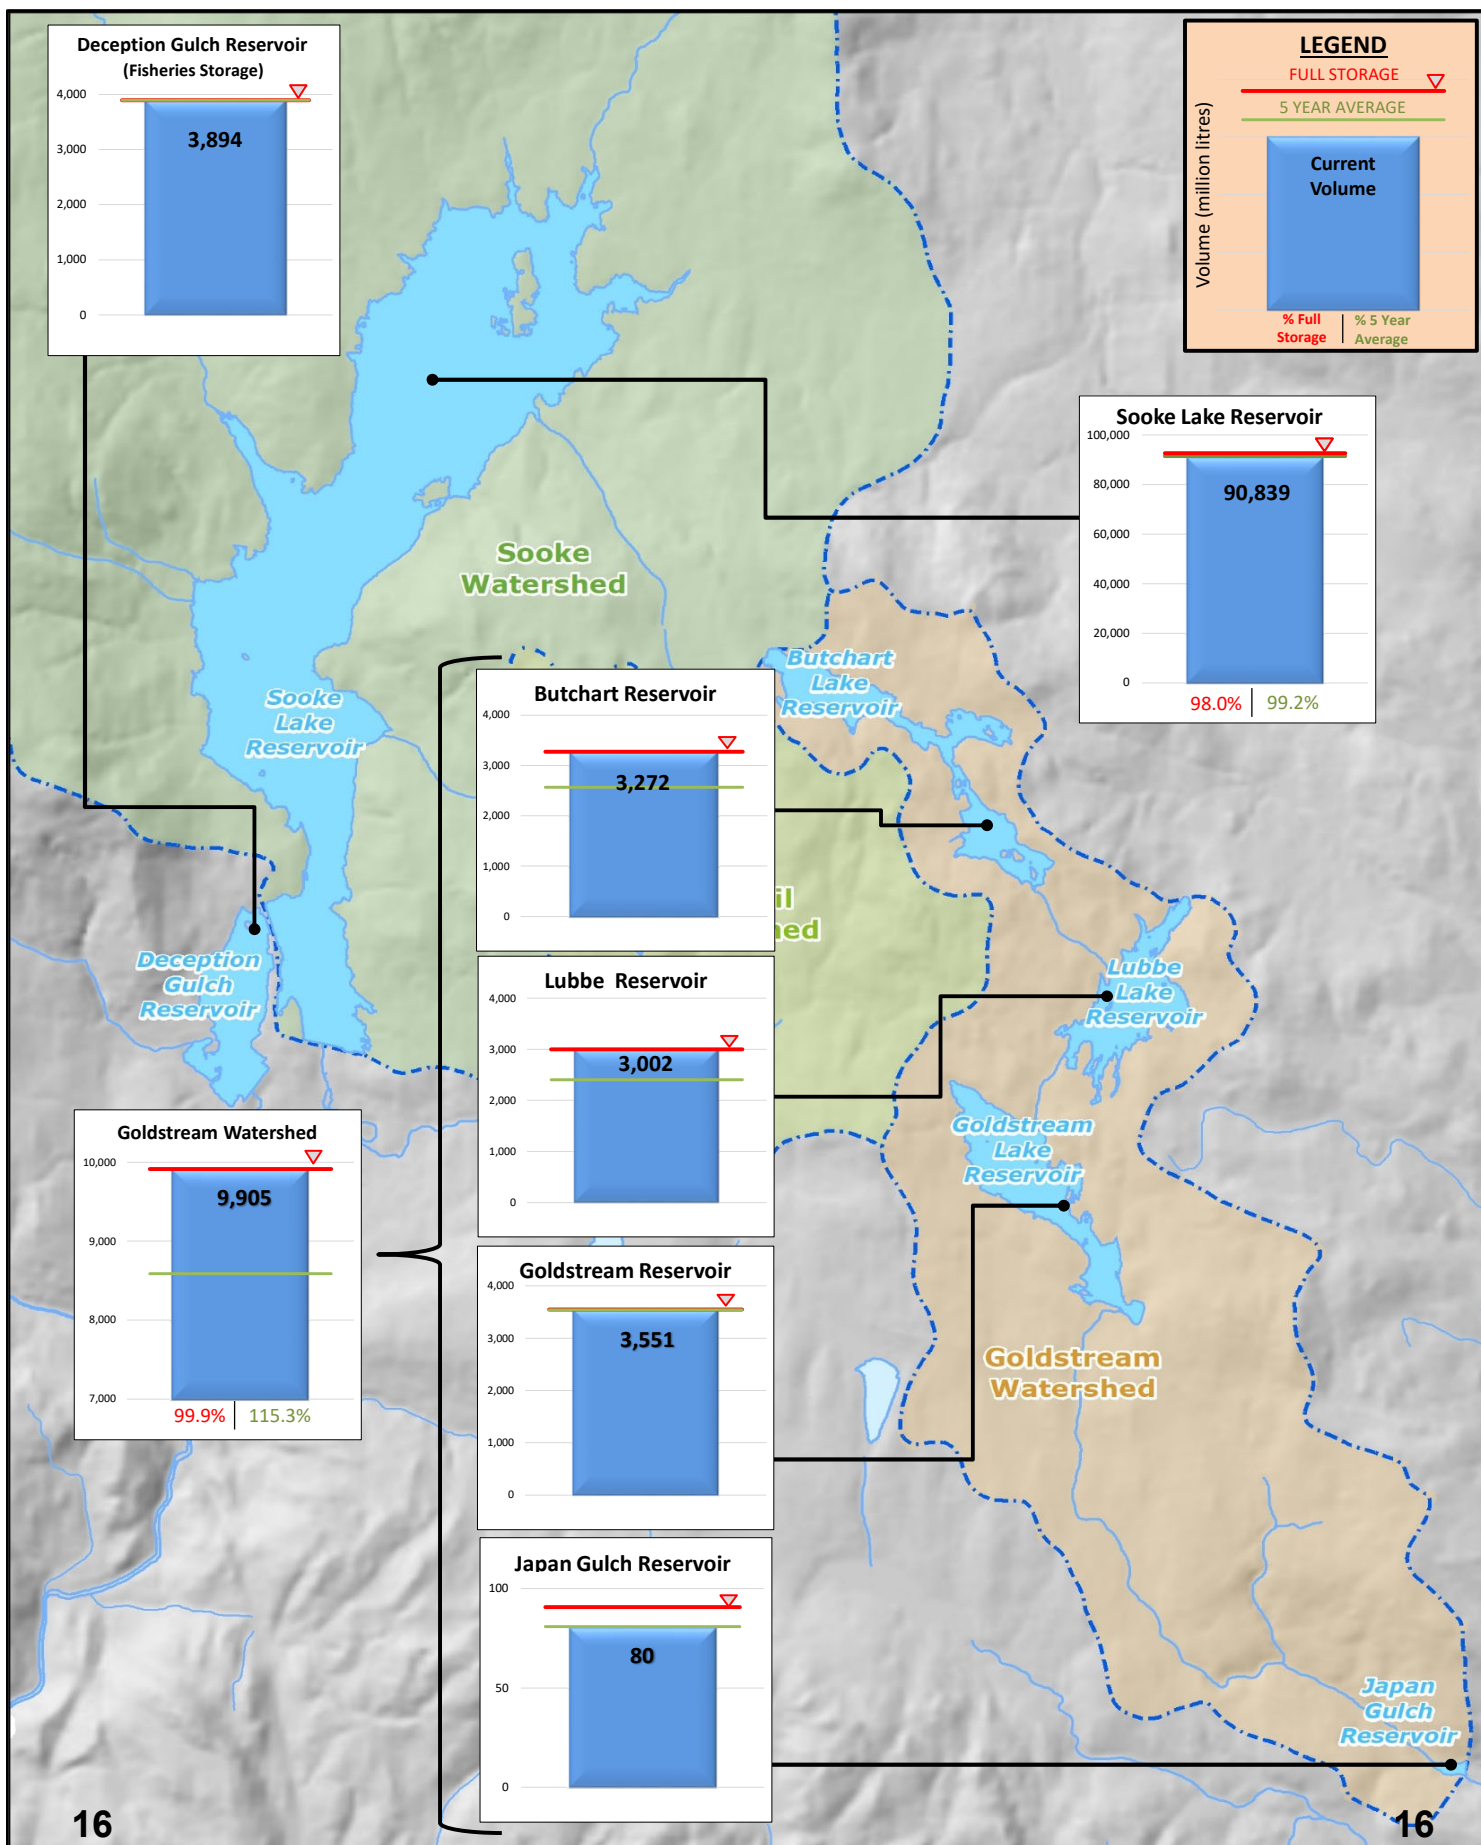 Deception Gulch Reservoir
(Fisheries Storage)
4,000
3,000
2,000
1,000
0
3,894
LEGEND
FULL STORAGE
5 YEAR AVERAGE
Volume (million litres)
Current
Volume
% Full
Storage
% 5 Year
Average
Sooke Lake Reservoir
100,000
80,000
60,000
40,000
20,000
0
90,839
98.0%
99.2%
Sooke
Watershed
Sooke
Lake
Reservoir
Butchart
Lake
Reservoir
Butchart Reservoir
4,000
3,000
2,000
1,000
0
3,272
il
ned
Deception
Gulch
Reservoir
Lubbe Reservoir
4,000
3,000
2,000
1,000
0
3,002
Lubbe
Lake
Reservoir
Goldstream Watershed
10,000
9,000
8,000
7,000
9,905
99.9%
115.3%
Goldstream
Lake
Reservoir
Goldstream Reservoir
4,000
3,000
2,000
1,000
0
3,551
Goldstream
Watershed
Japan Gulch Reservoir
100
50
0
80
Japan
Gulch
Reservoir
16
16